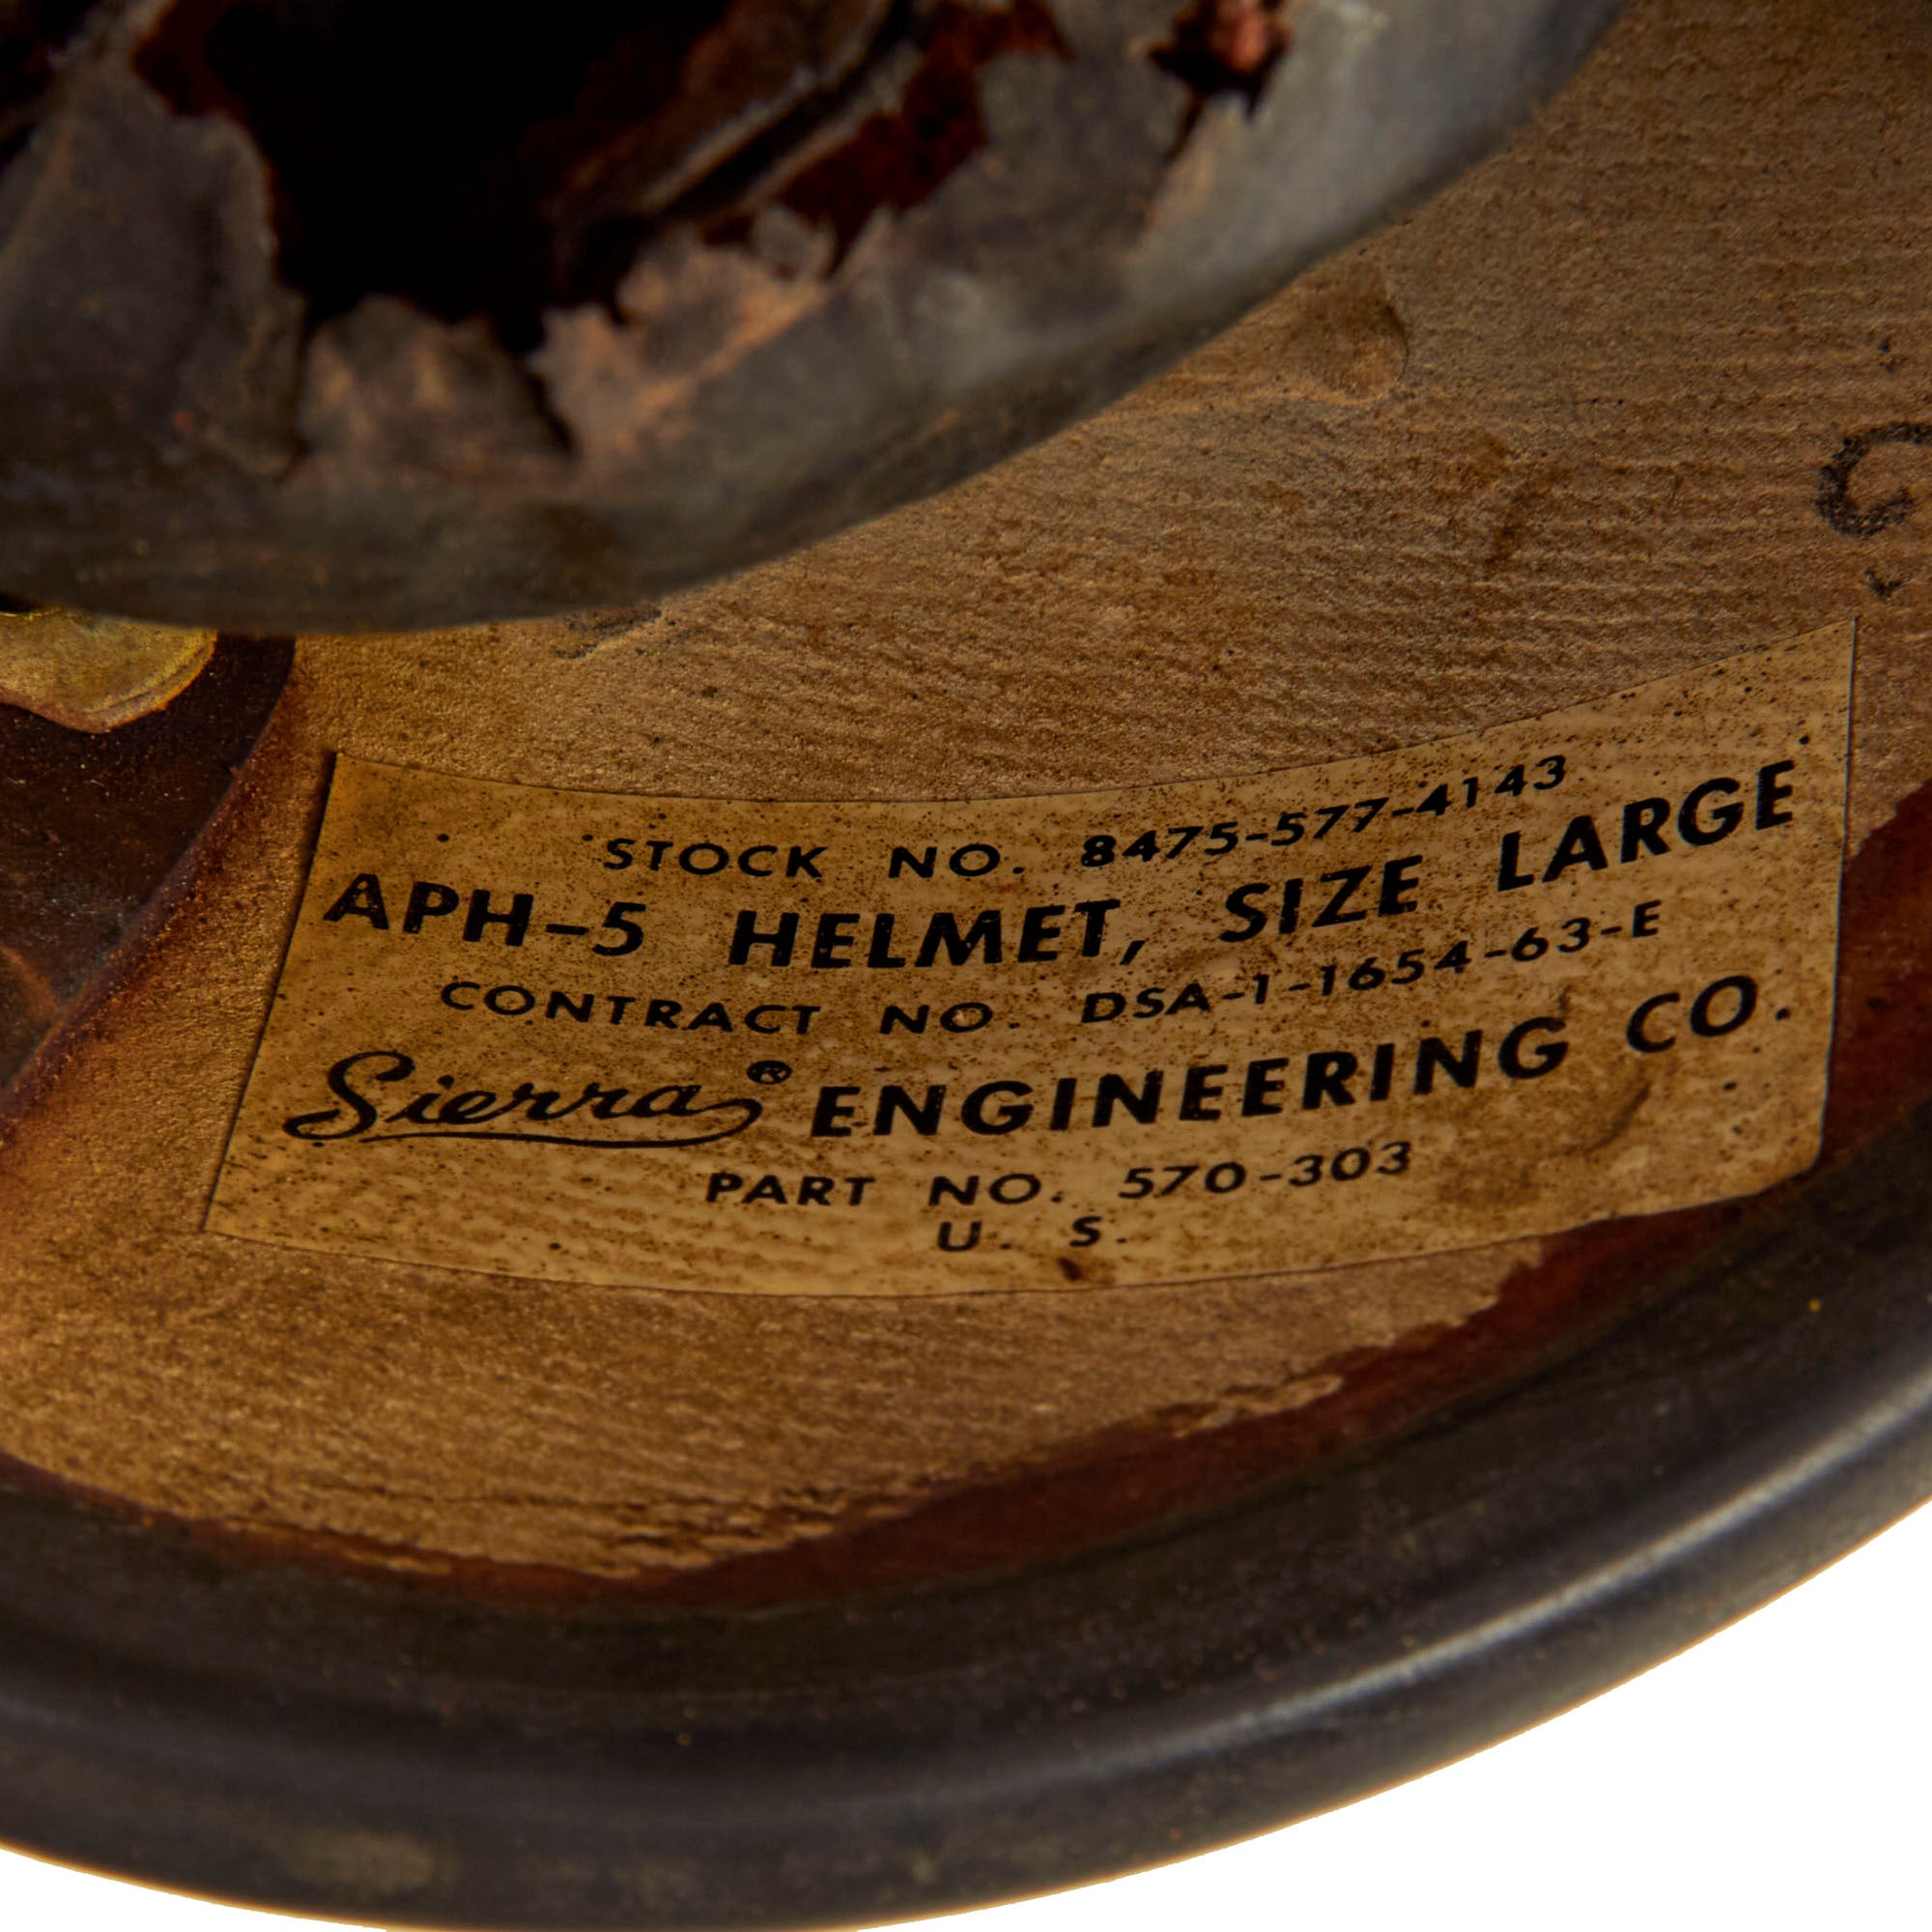 STOCK NO. 8475-577-4143
APH-5 HELMET, SIZE LARGE
CONTRACT NO. DSA-1-1654-63-E
Sierra® ENGINEERING CO.
PART NO. 570-303
U. S.